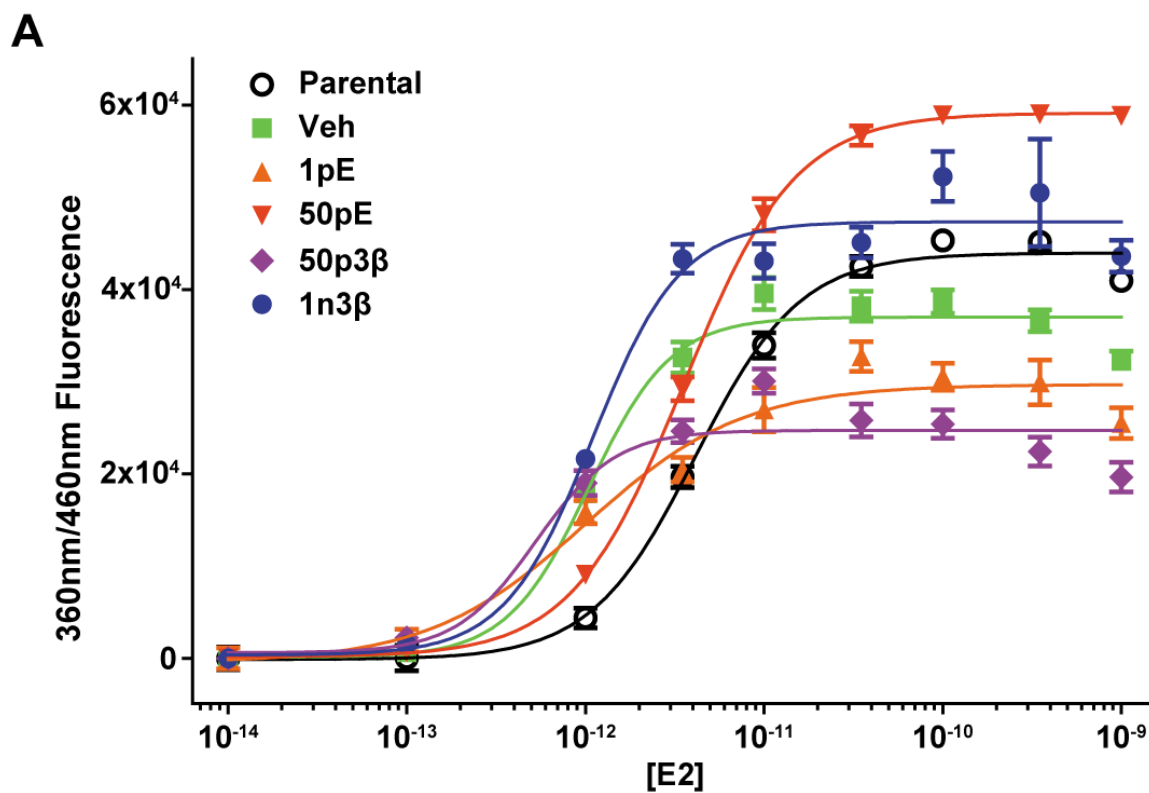 A
Parental
Veh
1pE
50pE
50p3β
1n3β
360nm/460nm Fluorescence
6x10⁴
4x10⁴
2x10⁴
0
10⁻¹⁴ 10⁻¹³ 10⁻¹² 10⁻¹¹ 10⁻¹⁰ 10⁻⁹
[E2]